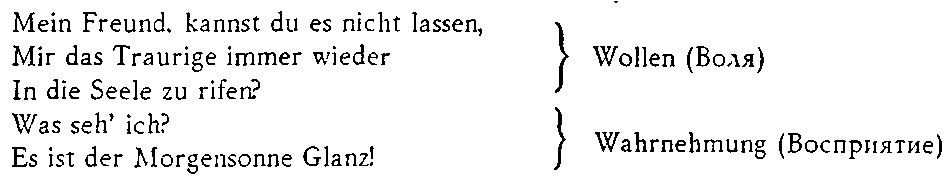 Mein Freund, kannst du es nicht lassen,
Mir das Traurige immer wieder
In die Seele zu rifen?
Wollen (Воля)
Was seh' ich?
Es ist der Morgensonne Glanz!
Wahrnehmung (Восприятие)